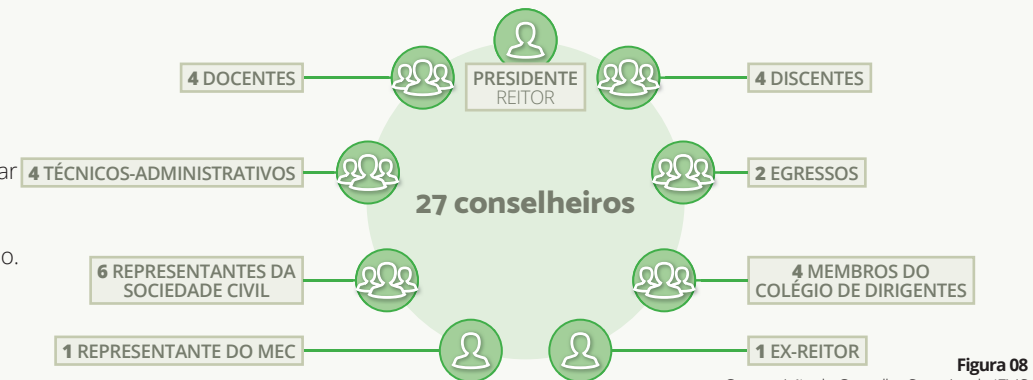 PRESIDENTE
REITOR
4 DOCENTES
4 DISCENTES
4 TÉCNICOS-ADMINISTRATIVOS
2 EGRESSOS
27 conselheiros
o.
6 REPRESENTANTES DA
SOCIEDADE CIVIL
4 MEMBROS DO
COLÉGIO DE DIRIGENTES
1 REPRESENTANTE DO MEC
1 EX-REITOR
Figura 08